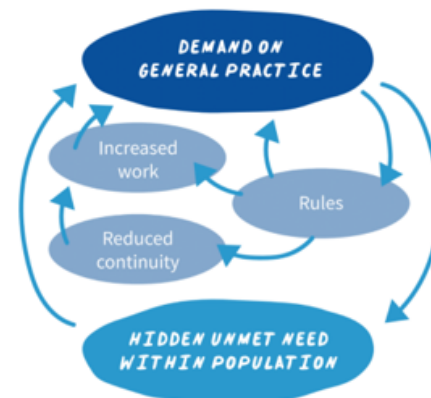 DEMAND ON
GENERAL PRACTICE
Increased
work
Rules
Reduced
continuity
HIDDEN UNMET NEED
WITHIN POPULATION